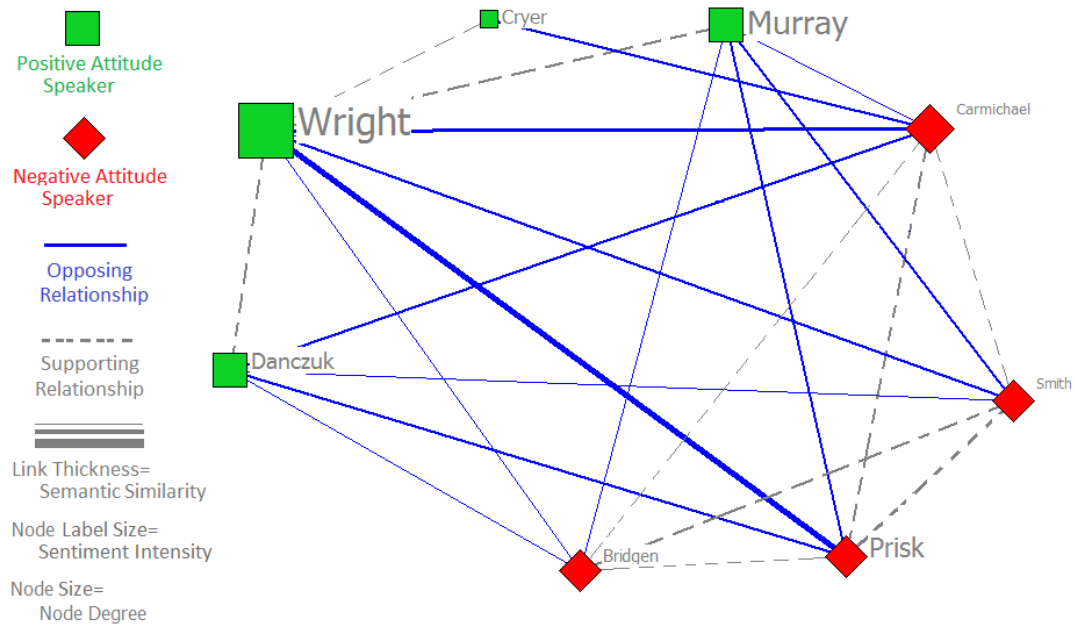 Positive Attitude
Speaker
Negative Attitude
Speaker
Opposing
Relationship
Supporting
Relationship
Link Thickness=
Semantic Similarity
Node Label Size=
Sentiment Intensity
Node Size=
Node Degree
Cryer
Murray
Wright
Carmichael
Danczuk
Smith
Bridgen
Prisk